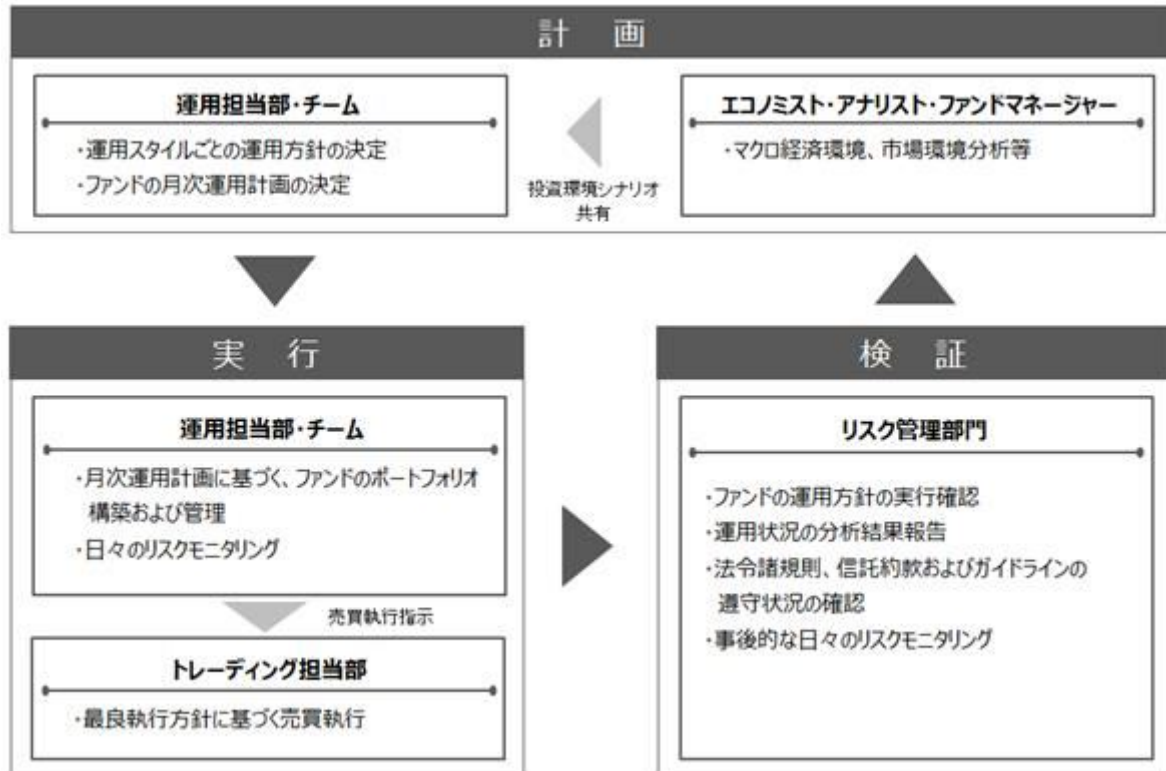 計 画
運用担当部・チーム
・運用スタイルごとの運用方針の決定
・ファンドの月次運用計画の決定
投資環境シナリオ
共有
エコノミスト・アナリスト・ファンドマネージャー
・マクロ経済環境、市場環境分析等
実 行
運用担当部・チーム
・月次運用計画に基づく、ファンドのポートフォリオ
構築および管理
・日々のリスクモニタリング
売買執行指示
トレーディング担当部
・最良執行方針に基づく売買執行
検 証
リスク管理部門
・ファンドの運用方針の実行確認
・運用状況の分析結果報告
・法令諸規則、信託約款およびガイドラインの
遵守状況の確認
・事後的な日々のリスクモニタリング